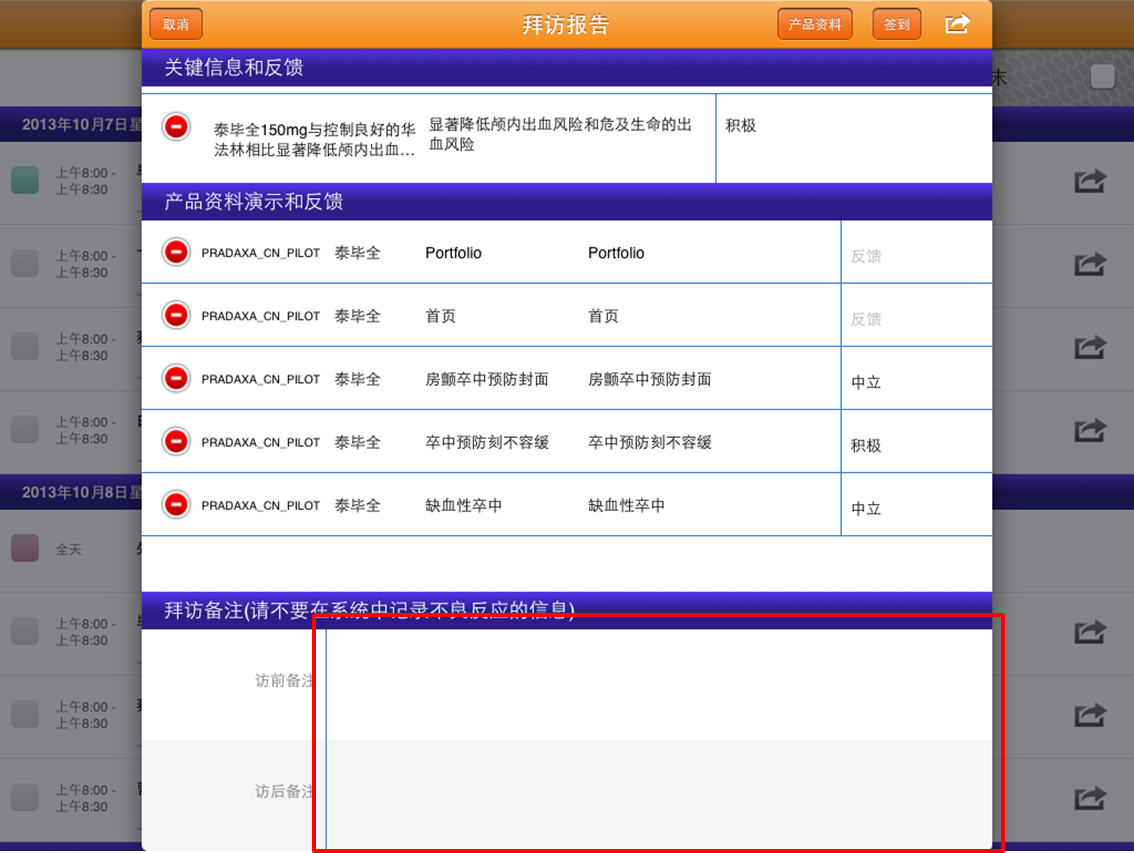 取消
拜访报告
产品资料
签到
关键信息和反馈
末
2013年10月7日星
泰毕全150mg与控制良好的华
法林相比显著降低颅内出血...
显著降低颅内出血风险和危及生命的出
血风险
积极
上午8:00 -
上午8:30
产品资料演示和反馈
PRADAXA_CN_PILOT 泰毕全 Portfolio Portfolio 反馈
上午8:00 -
上午8:30
PRADAXA_CN_PILOT 泰毕全 首页 首页 反馈
上午8:00 -
上午8:30
PRADAXA_CN_PILOT 泰毕全 房颤卒中预防封面 房颤卒中预防封面 中立
上午8:00 -
上午8:30
PRADAXA_CN_PILOT 泰毕全 卒中预防刻不容缓 卒中预防刻不容缓 积极
2013年10月8日星
PRADAXA_CN_PILOT 泰毕全 缺血性卒中 缺血性卒中 中立
全天
拜访备注(请不要在系统中记录不良反应的信息)
上午8:00 -
上午8:30
访前备注
上午8:00 -
上午8:30
访后备注
上午8:00 -
上午8:30